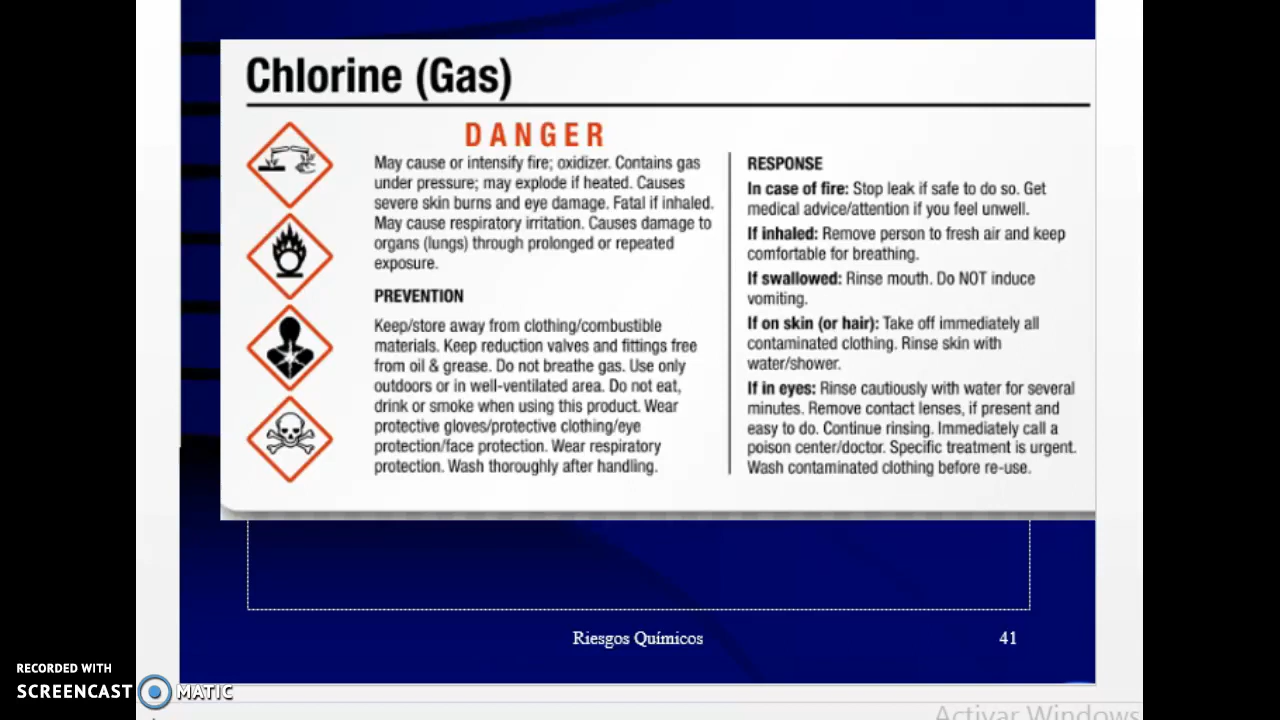 Chlorine (Gas)
DANGER
May cause or intensify fire; oxidizer. Contains gas
under pressure; may explode if heated. Causes
severe skin burns and eye damage. Fatal if inhaled.
May cause respiratory irritation. Causes damage to
organs (lungs) through prolonged or repeated
exposure.
PREVENTION
Keep/store away from clothing/combustible
materials. Keep reduction valves and fittings free
from oil & grease. Do not breathe gas. Use only
outdoors or in well-ventilated area. Do not eat,
drink or smoke when using this product. Wear
protective gloves/protective clothing/eye
protection/face protection. Wear respiratory
protection. Wash thoroughly after handling.
RESPONSE
In case of fire: Stop leak if safe to do so. Get
medical advice/attention if you feel unwell.
If inhaled: Remove person to fresh air and keep
comfortable for breathing.
If swallowed: Rinse mouth. Do NOT induce
vomiting.
If on skin (or hair): Take off immediately all
contaminated clothing. Rinse skin with
water/shower.
If in eyes: Rinse cautiously with water for several
minutes. Remove contact lenses, if present and
easy to do. Continue rinsing. Immediately call a
poison center/doctor. Specific treatment is urgent.
Wash contaminated clothing before re-use.
Riesgos Químicos
41
RECORDED WITH
SCREENCAST MATIC
Activar Windows